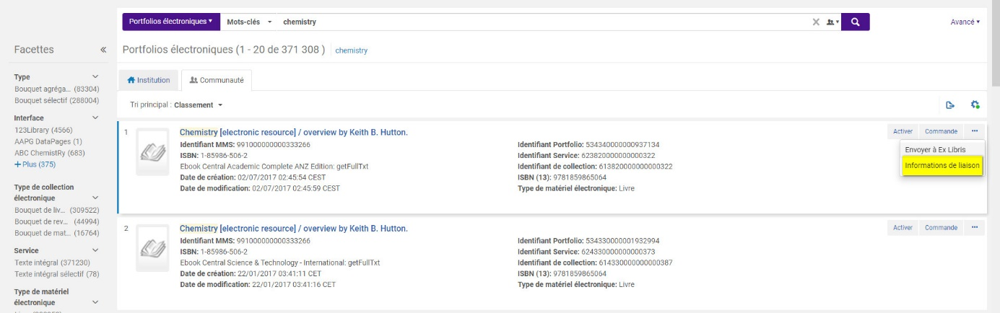 Portfolios électroniques
Mots-clés
chemistry
Avancé
Facettes
Portfolios électroniques (1 - 20 de 371 308 )
chemistry
Type
Bouquet agréga... (83304)
Bouquet sélectif (288004)
Interface
123Library (4566)
AAPG DataPages (1)
ABC ChemistRy (683)
+ Plus (375)
Type de collection
électronique
Bouquet de liv... (309522)
Bouquet de rev... (44994)
Bouquet de mat... (16764)
Service
Texte intégral (371230)
Texte intégral sélectif (78)
Type de matériel
électronique
Institution
Communauté
Tri principal : Classement
1
Chemistry [electronic resource] / overview by Keith B. Hutton.
Identifiant MMS: 991000000000333266
ISBN: 1-85986-506-2
Ebook Central Academic Complete ANZ Edition: getFullTxt
Date de création: 02/07/2017 02:45:54 CEST
Date de modification: 02/07/2017 02:45:59 CEST
Identifiant Portfolio: 534340000000937134
Identifiant Service: 623820000000000322
Identifiant de collection: 613820000000000322
ISBN (13): 9781859865064
Type de matériel électronique: Livre
Activer
Commande
...
Envoyer à Ex Libris
Informations de liaison
2
Chemistry [electronic resource] / overview by Keith B. Hutton.
Identifiant MMS: 991000000000333266
ISBN: 1-85986-506-2
Ebook Central Science & Technology - International: getFullTxt
Date de création: 22/01/2017 03:41:11 CET
Date de modification: 22/01/2017 03:41:16 CET
Identifiant Portfolio: 534330000001932994
Identifiant Service: 624330000000000373
Identifiant de collection: 614330000000000387
ISBN (13): 9781859865064
Type de matériel électronique: Livre
Activer
Commande
...